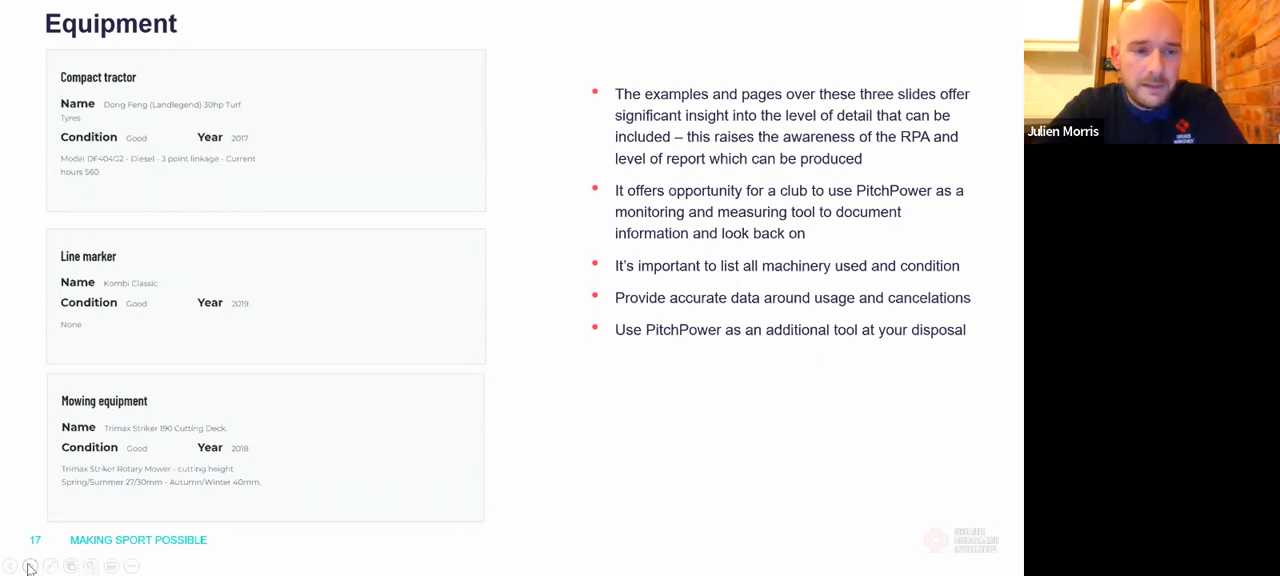 Equipment
Compact tractor
Name Dong Feng (Landlegend) 30hp Turf
Tyres
Condition Good Year 2017
Model DF404G2 - Diesel - 3 point linkage - Current
hours 560.
Line marker
Name Kombi Classic
Condition Good Year 2019
None
Mowing equipment
Name Trimax Striker 190 Cutting Deck.
Condition Good Year 2018
Trimax Striker Rotary Mower - cutting height
Spring/Summer 27/30mm - Autumn/Winter 40mm.
• The examples and pages over these three slides offer
significant insight into the level of detail that can be
included – this raises the awareness of the RPA and
level of report which can be produced
• It offers opportunity for a club to use PitchPower as a
monitoring and measuring tool to document
information and look back on
• It's important to list all machinery used and condition
• Provide accurate data around usage and cancelations
• Use PitchPower as an additional tool at your disposal
17 MAKING SPORT POSSIBLE
GROUNDS
MANAGEMENT
ASSOCIATION
Julien Morris